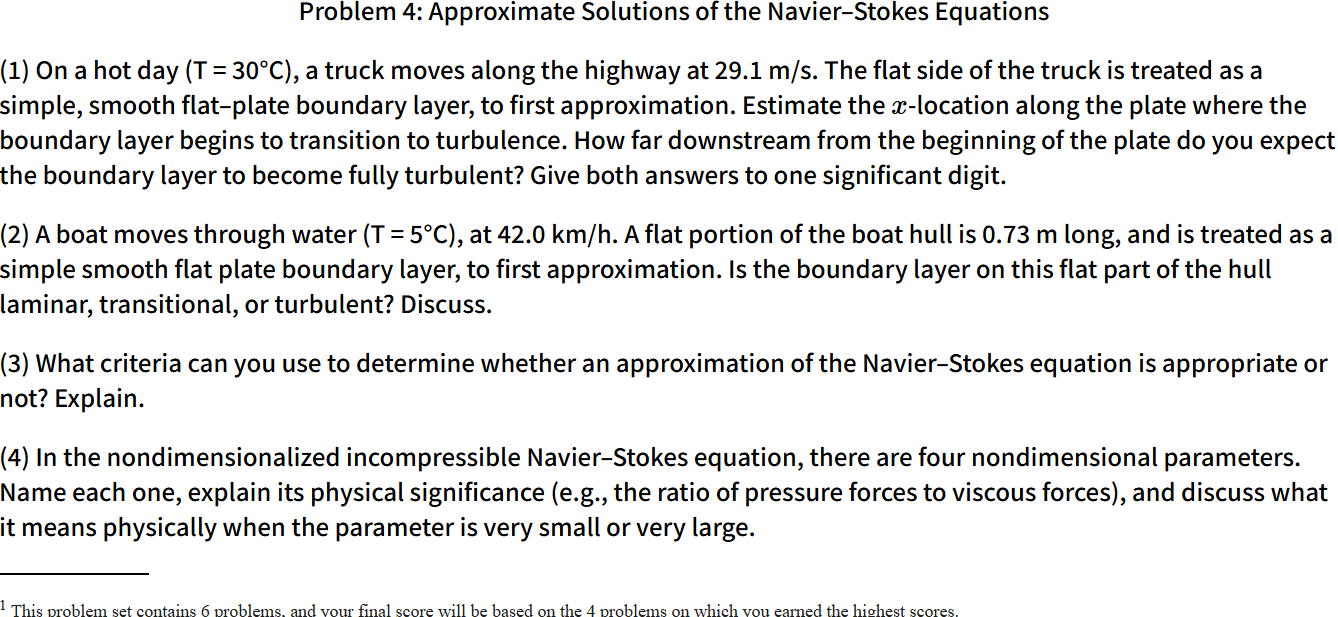 Problem 4: Approximate Solutions of the Navier–Stokes Equations
(1) On a hot day (T = 30°C), a truck moves along the highway at 29.1 m/s. The flat side of the truck is treated as a
simple, smooth flat–plate boundary layer, to first approximation. Estimate the x-location along the plate where the
boundary layer begins to transition to turbulence. How far downstream from the beginning of the plate do you expect
the boundary layer to become fully turbulent? Give both answers to one significant digit.
(2) A boat moves through water (T = 5°C), at 42.0 km/h. A flat portion of the boat hull is 0.73 m long, and is treated as a
simple smooth flat plate boundary layer, to first approximation. Is the boundary layer on this flat part of the hull
laminar, transitional, or turbulent? Discuss.
(3) What criteria can you use to determine whether an approximation of the Navier–Stokes equation is appropriate or
not? Explain.
(4) In the nondimensionalized incompressible Navier–Stokes equation, there are four nondimensional parameters.
Name each one, explain its physical significance (e.g., the ratio of pressure forces to viscous forces), and discuss what
it means physically when the parameter is very small or very large.
1 This problem set contains 6 problems, and your final score will be based on the 4 problems on which you earned the highest scores.